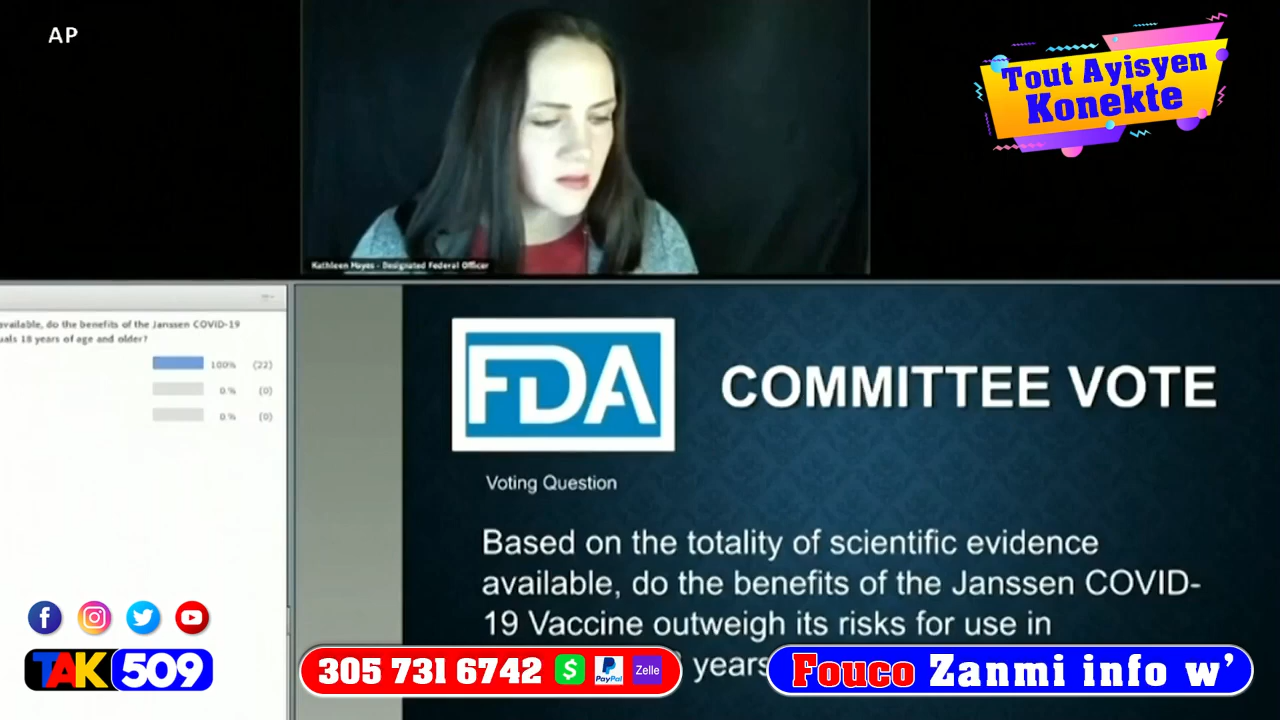 AP
Tout Ayisyen
Konekte
Kathleen Hayes - Designated Federal Officer
available, do the benefits of the Janssen COVID-19
uals 18 years of age and older?
100% (22)
0% (0)
0% (0)
FDA
COMMITTEE VOTE
Voting Question
Based on the totality of scientific evidence
available, do the benefits of the Janssen COVID-
19 Vaccine outweigh its risks for use in
years
TAK 509
305 731 6742 $ PayPal Zelle
Fouco Zanmi info w'